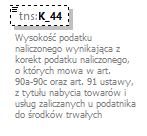 tns:K_44
Wysokość podatku
naliczonego wynikająca z
korekt podatku naliczonego,
o których mowa w art.
90a-90c oraz art. 91 ustawy,
z tytułu nabycia towarów i
usług zaliczanych u podatnika
do środków trwałych